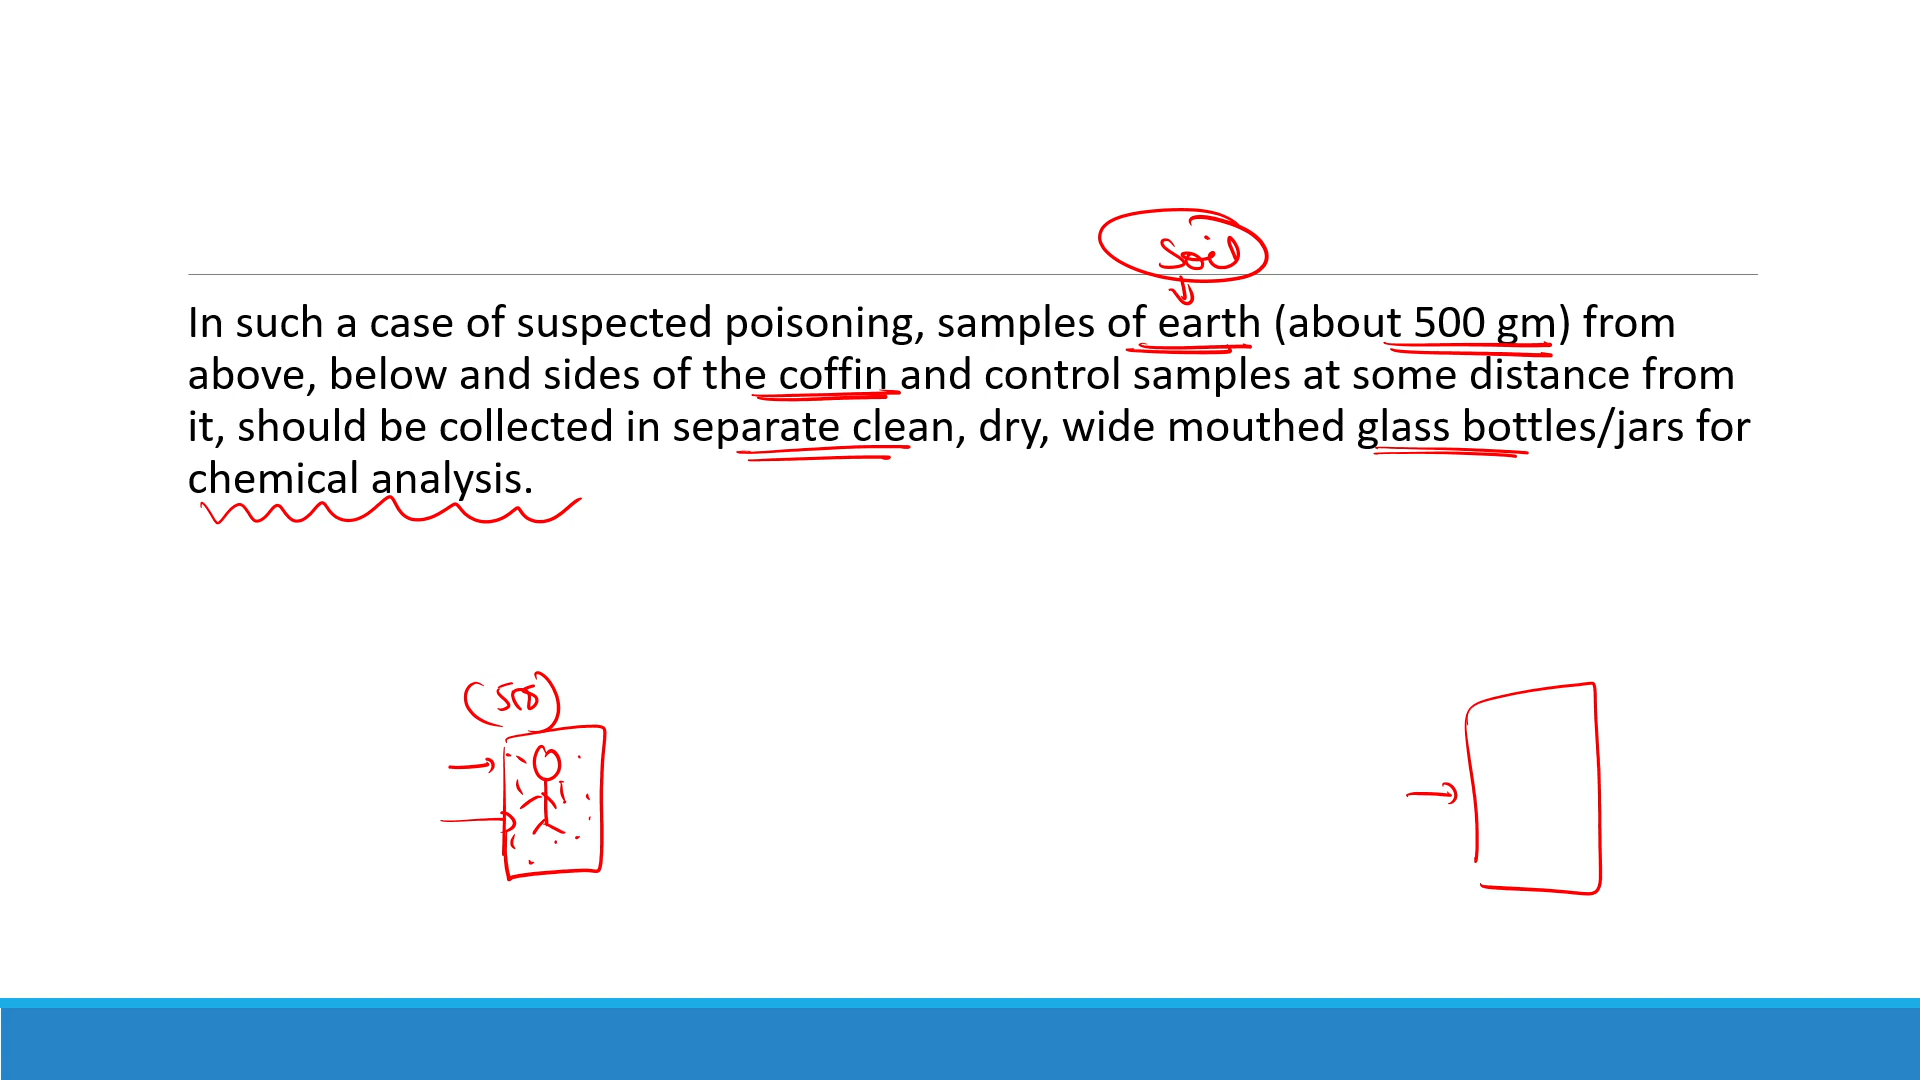 soil
In such a case of suspected poisoning, samples of earth (about 500 gm) from
above, below and sides of the coffin and control samples at some distance from
it, should be collected in separate clean, dry, wide mouthed glass bottles/jars for
chemical analysis.